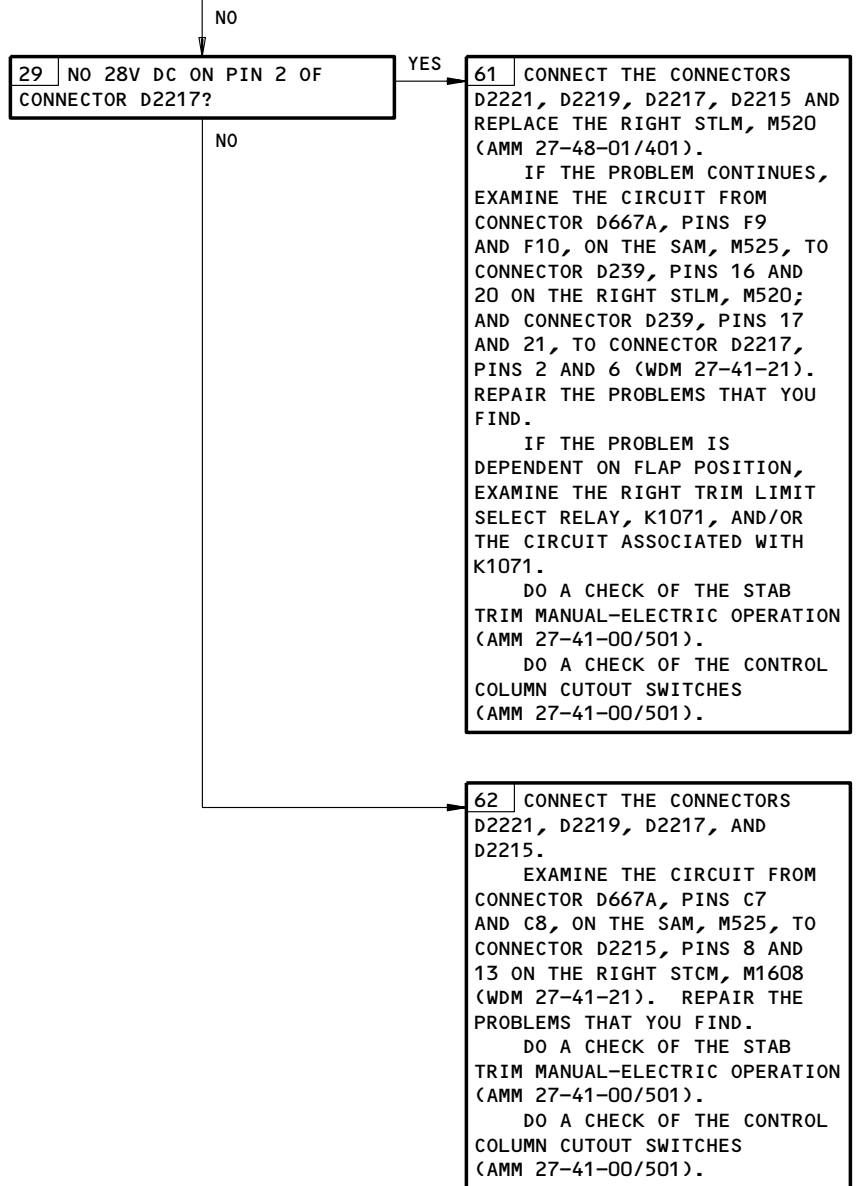 NO
29 NO 28V DC ON PIN 2 OF
CONNECTOR D2217?
YES
NO
61 CONNECT THE CONNECTORS
D2221, D2219, D2217, D2215 AND
REPLACE THE RIGHT STLM, M520
(AMM 27-48-01/401).
IF THE PROBLEM CONTINUES,
EXAMINE THE CIRCUIT FROM
CONNECTOR D667A, PINS F9
AND F10, ON THE SAM, M525, TO
CONNECTOR D239, PINS 16 AND
20 ON THE RIGHT STLM, M520;
AND CONNECTOR D239, PINS 17
AND 21, TO CONNECTOR D2217,
PINS 2 AND 6 (WDM 27-41-21).
REPAIR THE PROBLEMS THAT YOU
FIND.
IF THE PROBLEM IS
DEPENDENT ON FLAP POSITION,
EXAMINE THE RIGHT TRIM LIMIT
SELECT RELAY, K1071, AND/OR
THE CIRCUIT ASSOCIATED WITH
K1071.
DO A CHECK OF THE STAB
TRIM MANUAL-ELECTRIC OPERATION
(AMM 27-41-00/501).
DO A CHECK OF THE CONTROL
COLUMN CUTOUT SWITCHES
(AMM 27-41-00/501).
62 CONNECT THE CONNECTORS
D2221, D2219, D2217, AND
D2215.
EXAMINE THE CIRCUIT FROM
CONNECTOR D667A, PINS C7
AND C8, ON THE SAM, M525, TO
CONNECTOR D2215, PINS 8 AND
13 ON THE RIGHT STCM, M1608
(WDM 27-41-21). REPAIR THE
PROBLEMS THAT YOU FIND.
DO A CHECK OF THE STAB
TRIM MANUAL-ELECTRIC OPERATION
(AMM 27-41-00/501).
DO A CHECK OF THE CONTROL
COLUMN CUTOUT SWITCHES
(AMM 27-41-00/501).